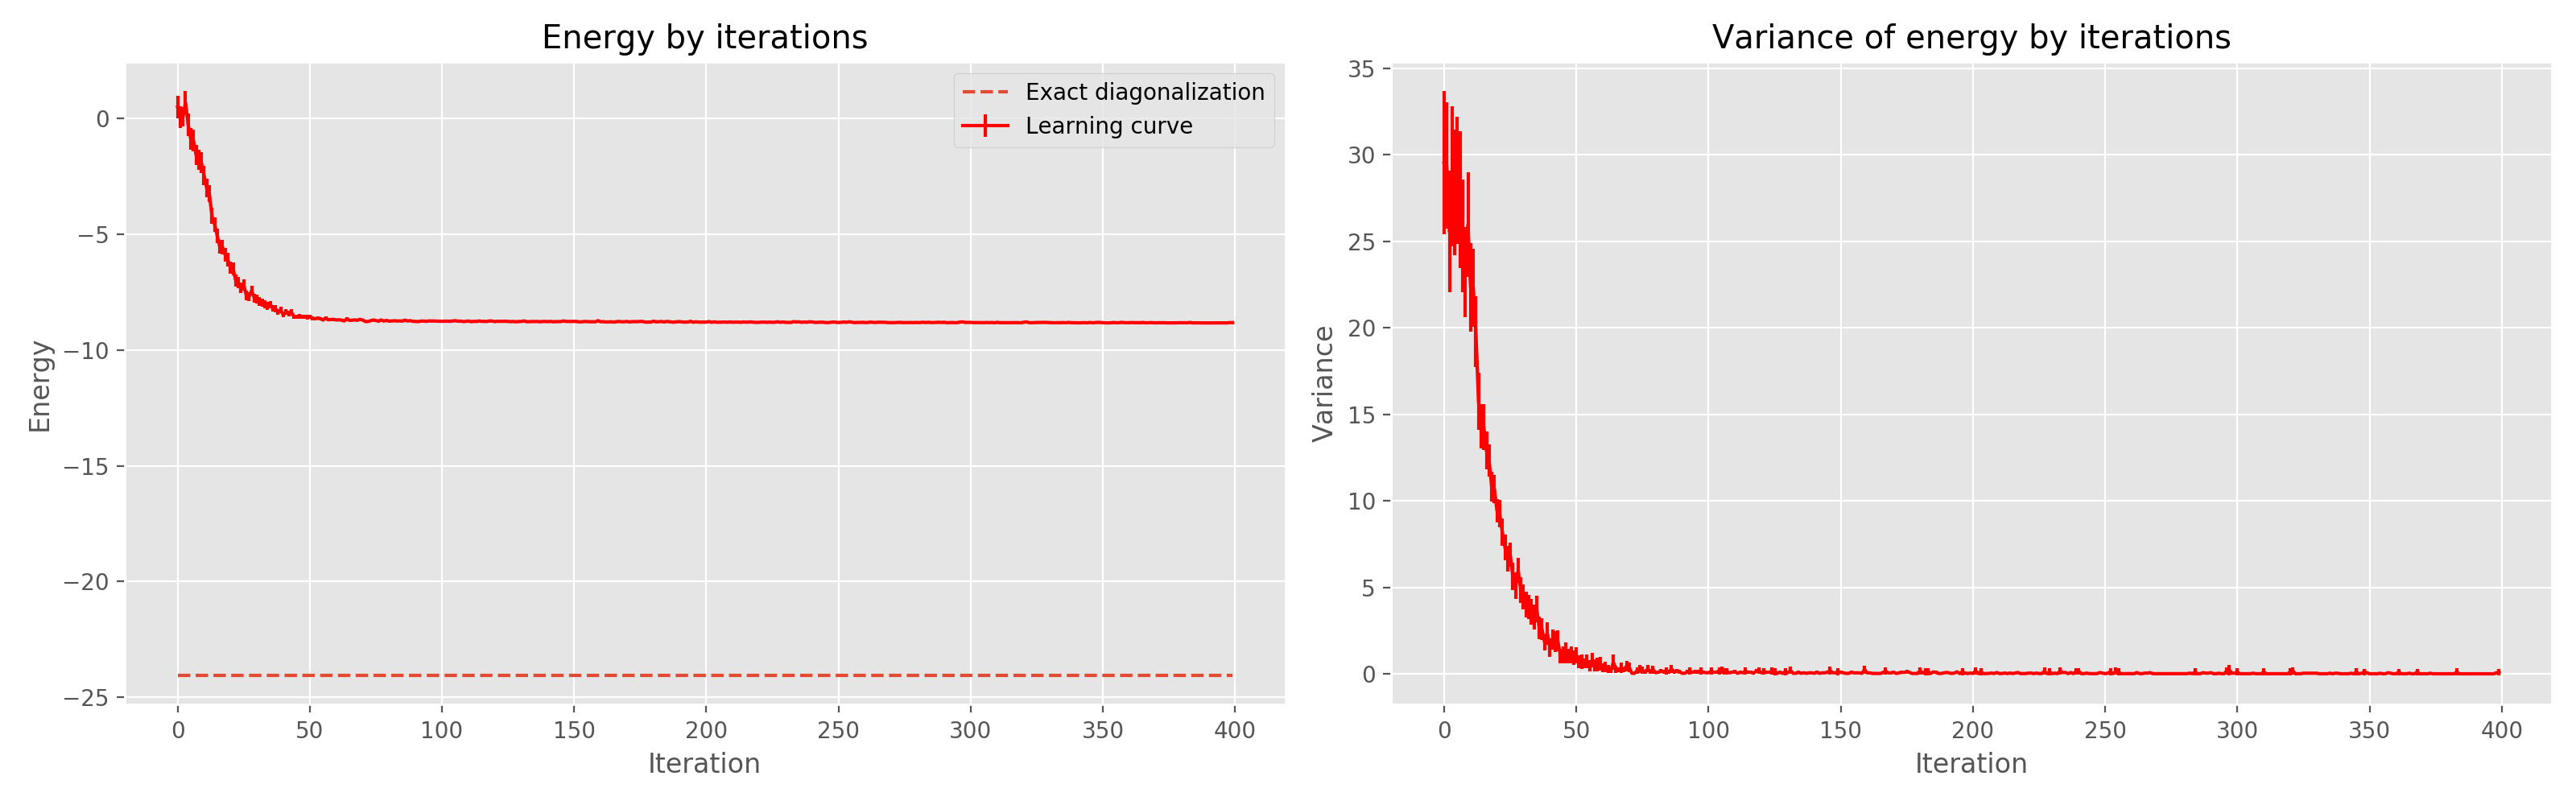 Energy by iterations
Exact diagonalization
Learning curve
0
−5
−10
−15
−20
−25
Energy
0 50 100 150 200 250 300 350 400
Iteration
Variance of energy by iterations
35
30
25
20
15
10
5
0
Variance
0 50 100 150 200 250 300 350 400
Iteration